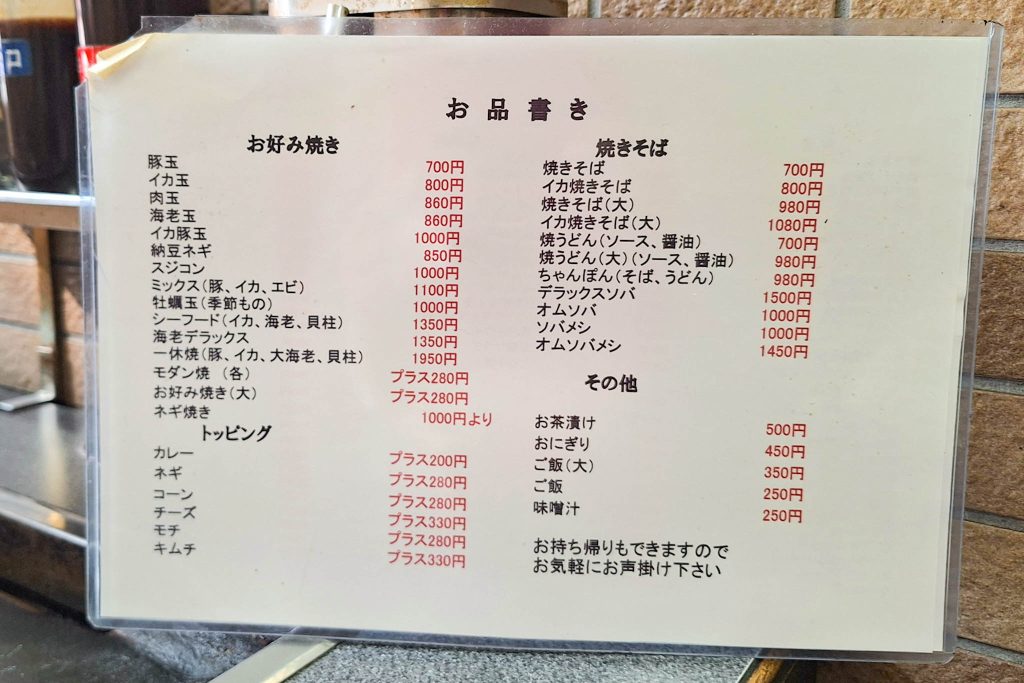 お品書き
お好み焼き
豚玉 700円
イカ玉 800円
肉玉 860円
海老玉 860円
イカ豚玉 1000円
納豆ネギ 850円
スジコン 1000円
ミックス(豚、イカ、エビ) 1100円
牡蠣玉(季節もの) 1000円
シーフード(イカ、海老、貝柱) 1350円
海老デラックス 1350円
一休焼(豚、イカ、大海老、貝柱) 1950円
モダン焼 (各) プラス280円
お好み焼き(大) プラス280円
ネギ焼き 1000円より
トッピング
カレー プラス200円
ネギ プラス280円
コーン プラス280円
チーズ プラス330円
モチ プラス280円
キムチ プラス330円
焼きそば
焼きそば 700円
イカ焼きそば 800円
焼きそば(大) 980円
イカ焼きそば(大) 1080円
焼うどん(ソース、醤油) 700円
焼うどん(大)(ソース、醤油) 980円
ちゃんぽん(そば、うどん) 980円
デラックスソバ 1500円
オムソバ 1000円
ソバメシ 1000円
オムソバメシ 1450円
その他
お茶漬け 500円
おにぎり 450円
ご飯(大) 350円
ご飯 250円
味噌汁 250円
お持ち帰りもできますので
お気軽にお声掛け下さい